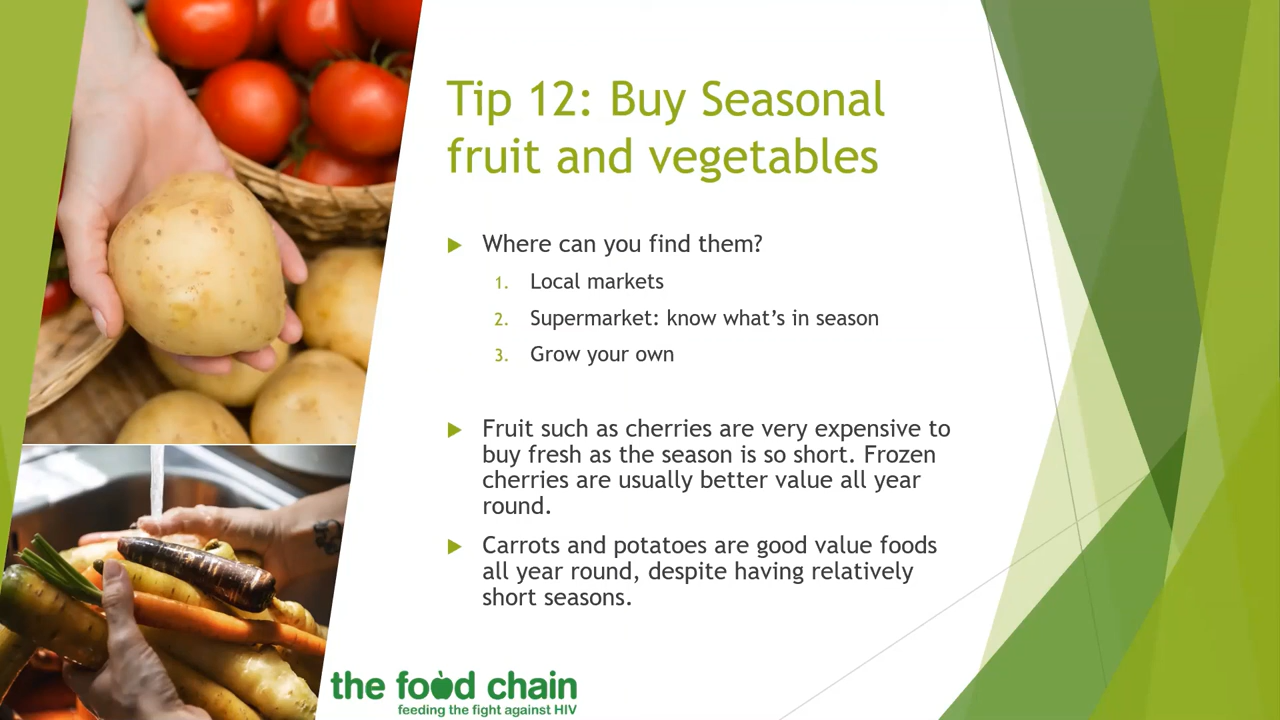 Tip 12: Buy Seasonal
fruit and vegetables
Where can you find them?
1. Local markets
2. Supermarket: know what’s in season
3. Grow your own
Fruit such as cherries are very expensive to
buy fresh as the season is so short. Frozen
cherries are usually better value all year
round.
Carrots and potatoes are good value foods
all year round, despite having relatively
short seasons.
the food chain
feeding the fight against HIV